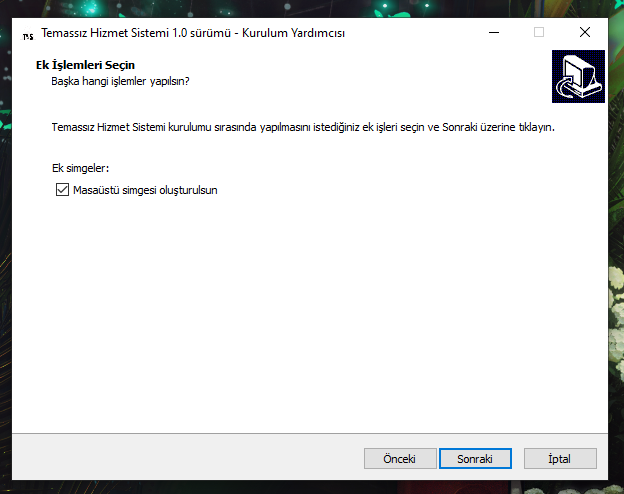 Temassız Hizmet Sistemi 1.0 sürümü - Kurulum Yardımcısı
Ek İşlemleri Seçin
Başka hangi işlemler yapılsın?
Temassız Hizmet Sistemi kurulumu sırasında yapılmasını istediğiniz ek işleri seçin ve Sonraki üzerine tıklayın.
Ek simgeler:
Masaüstü simgesi oluşturulsun
Önceki
Sonraki
İptal